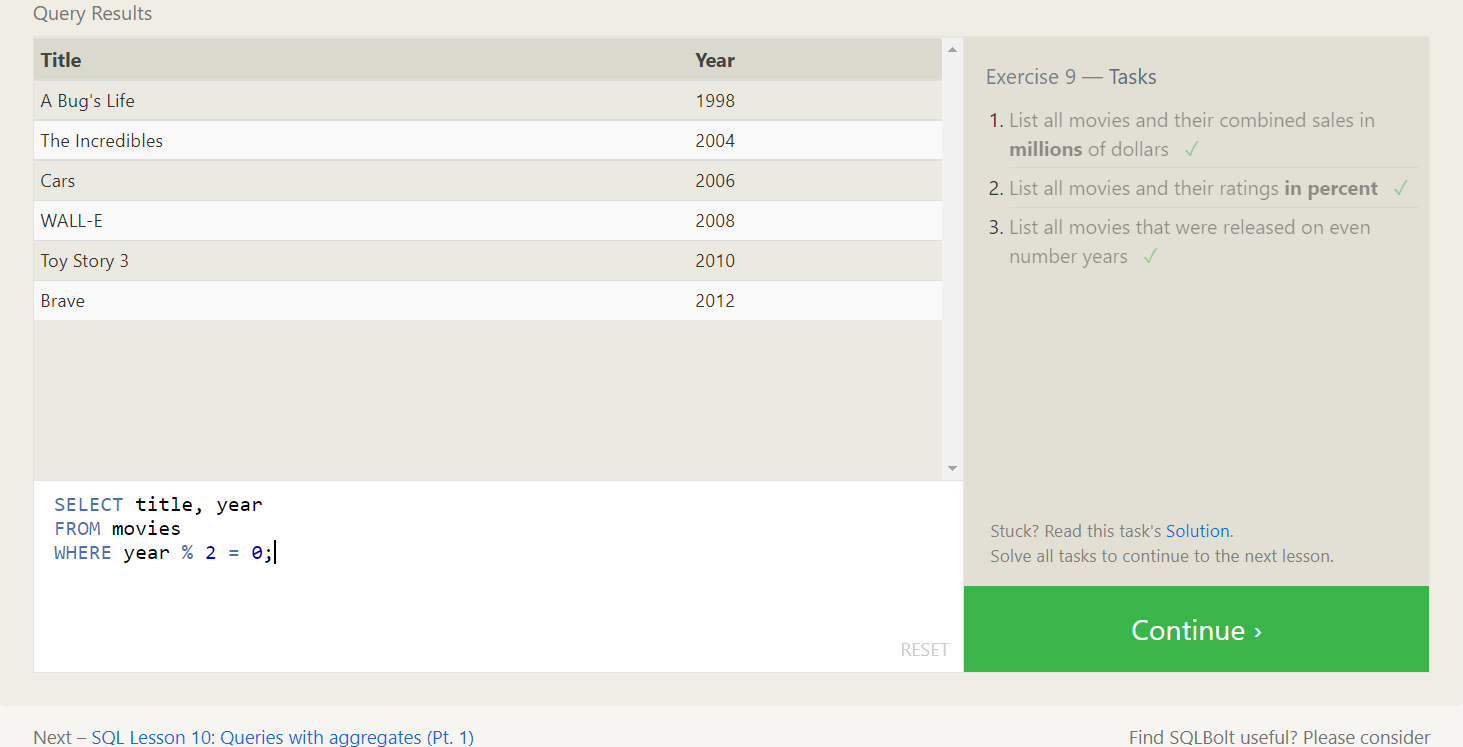 Query Results
Title Year
A Bug's Life 1998
The Incredibles 2004
Cars 2006
WALL-E 2008
Toy Story 3 2010
Brave 2012
SELECT title, year
FROM movies
WHERE year % 2 = 0;
RESET
Exercise 9 — Tasks
1. List all movies and their combined sales in
millions of dollars ✓
2. List all movies and their ratings in percent ✓
3. List all movies that were released on even
number years ✓
Stuck? Read this task's Solution.
Solve all tasks to continue to the next lesson.
Continue ›
Next – SQL Lesson 10: Queries with aggregates (Pt. 1)
Find SQLBolt useful? Please consider